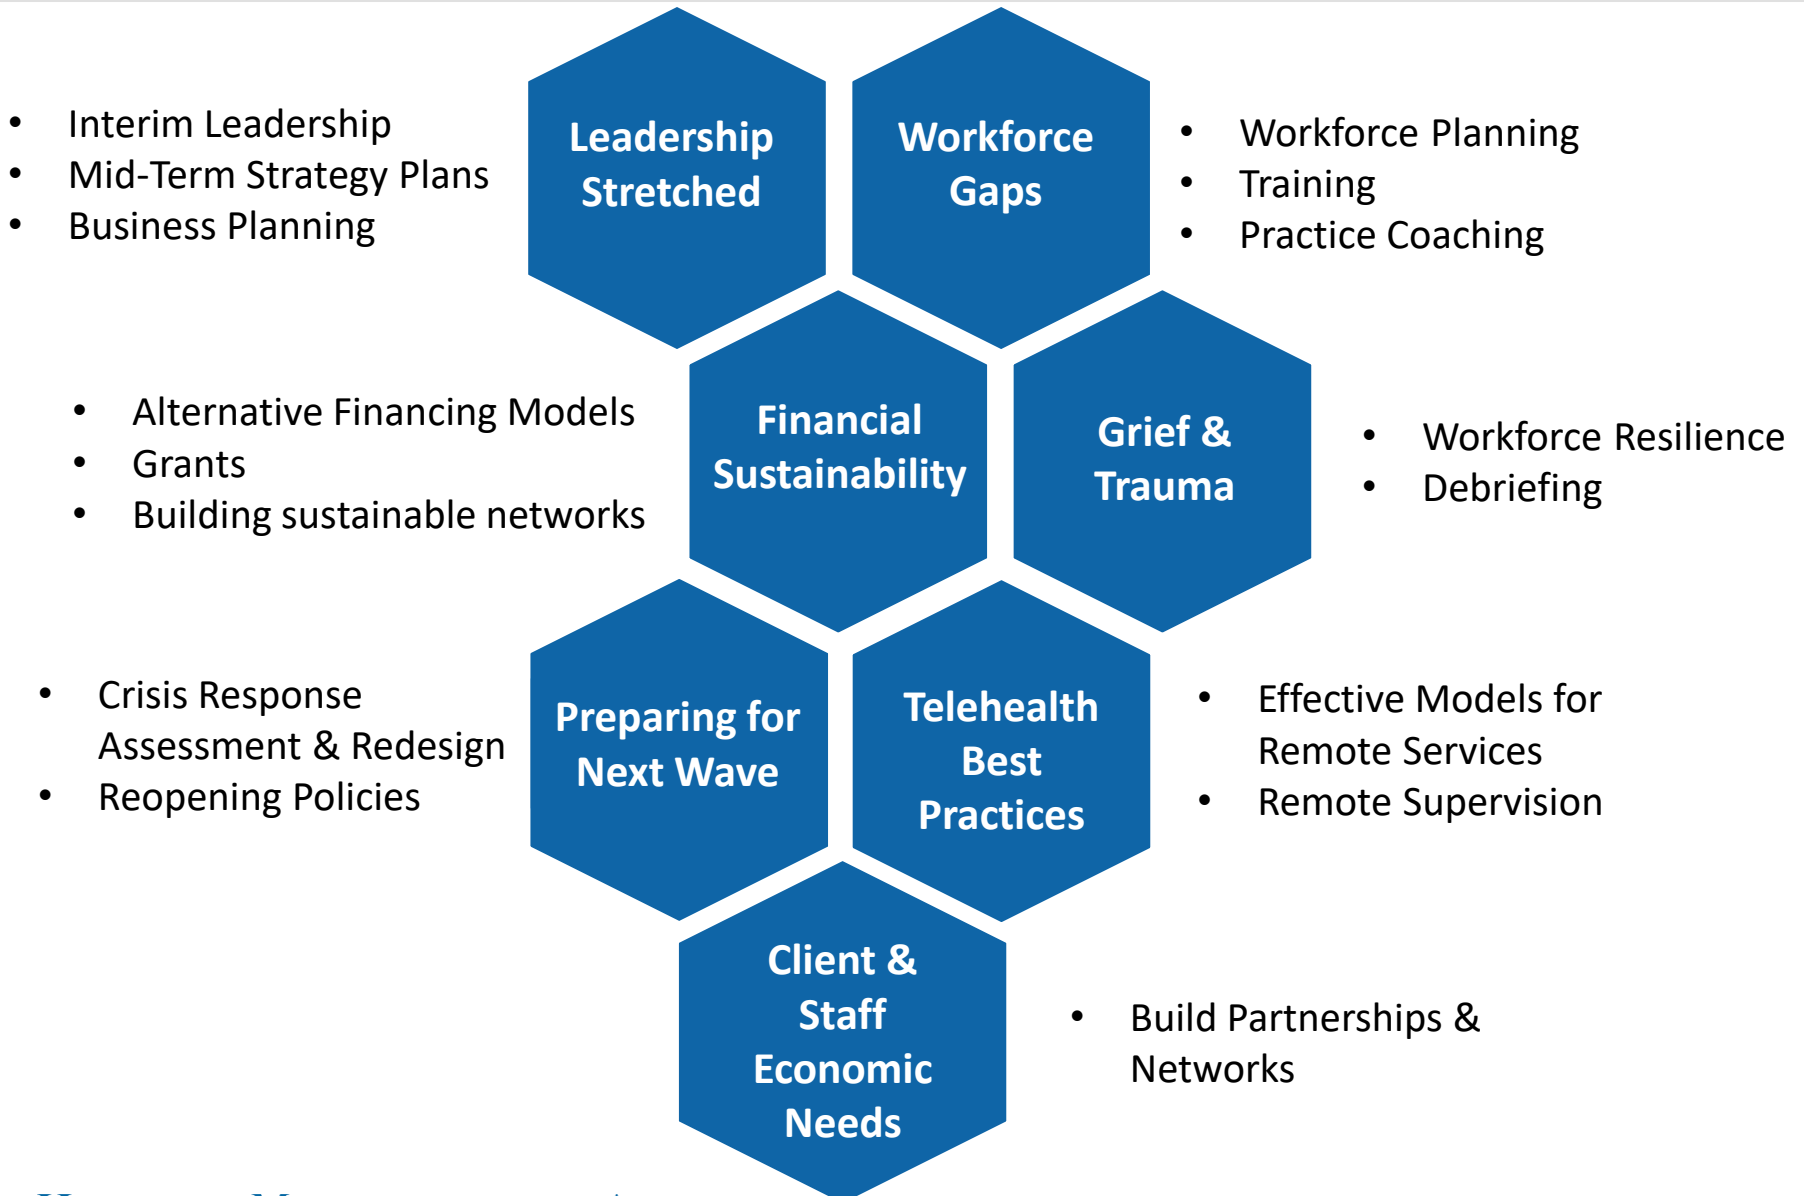 Leadership
Stretched
• Interim Leadership
• Mid-Term Strategy Plans
• Business Planning
Workforce
Gaps
• Workforce Planning
• Training
• Practice Coaching
Financial
Sustainability
• Alternative Financing Models
• Grants
• Building sustainable networks
Grief &
Trauma
• Workforce Resilience
• Debriefing
Preparing for
Next Wave
• Crisis Response
Assessment & Redesign
• Reopening Policies
Telehealth
Best
Practices
• Effective Models for
Remote Services
• Remote Supervision
Client &
Staff
Economic
Needs
• Build Partnerships &
Networks